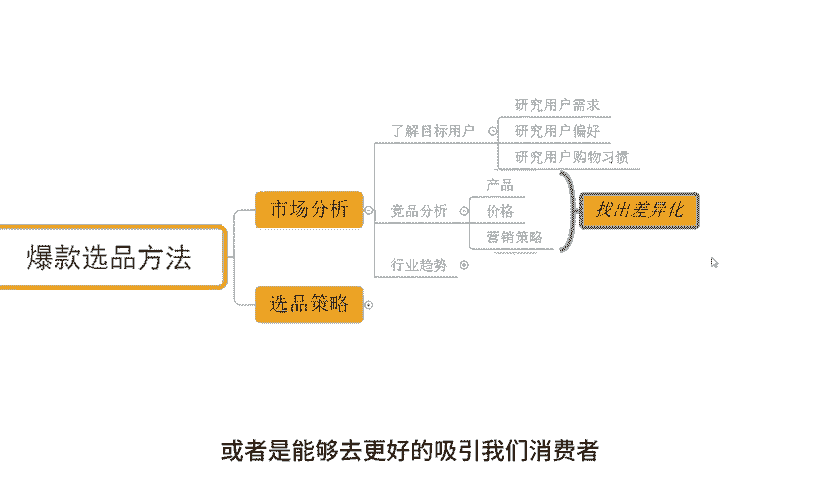 爆款选品方法
市场分析
了解目标用户
研究用户需求
研究用户偏好
研究用户购物习惯
竞品分析
产品
价格
营销策略
找出差异化
行业趋势
选品策略
或者是能够去更好的吸引我们消费者